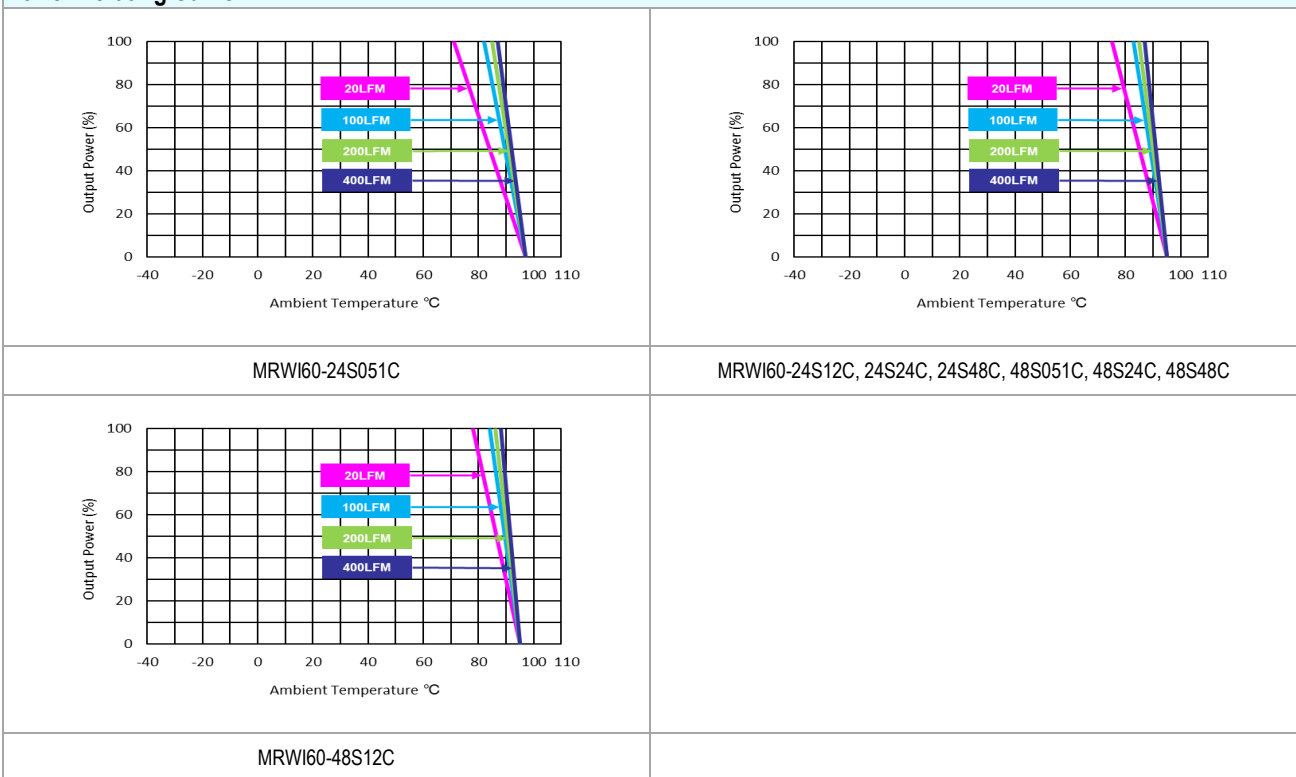 100
80
60
40
20
0
Output Power (%)
20LFM
100LFM
200LFM
400LFM
-40 -20 0 20 40 60 80 100 110
Ambient Temperature °C
MRWI60-24S051C
100
80
60
40
20
0
Output Power (%)
20LFM
100LFM
200LFM
400LFM
-40 -20 0 20 40 60 80 100 110
Ambient Temperature °C
MRWI60-24S12C, 24S24C, 24S48C, 48S051C, 48S24C, 48S48C
100
80
60
40
20
0
Output Power (%)
20LFM
100LFM
200LFM
400LFM
-40 -20 0 20 40 60 80 100 110
Ambient Temperature °C
MRWI60-48S12C